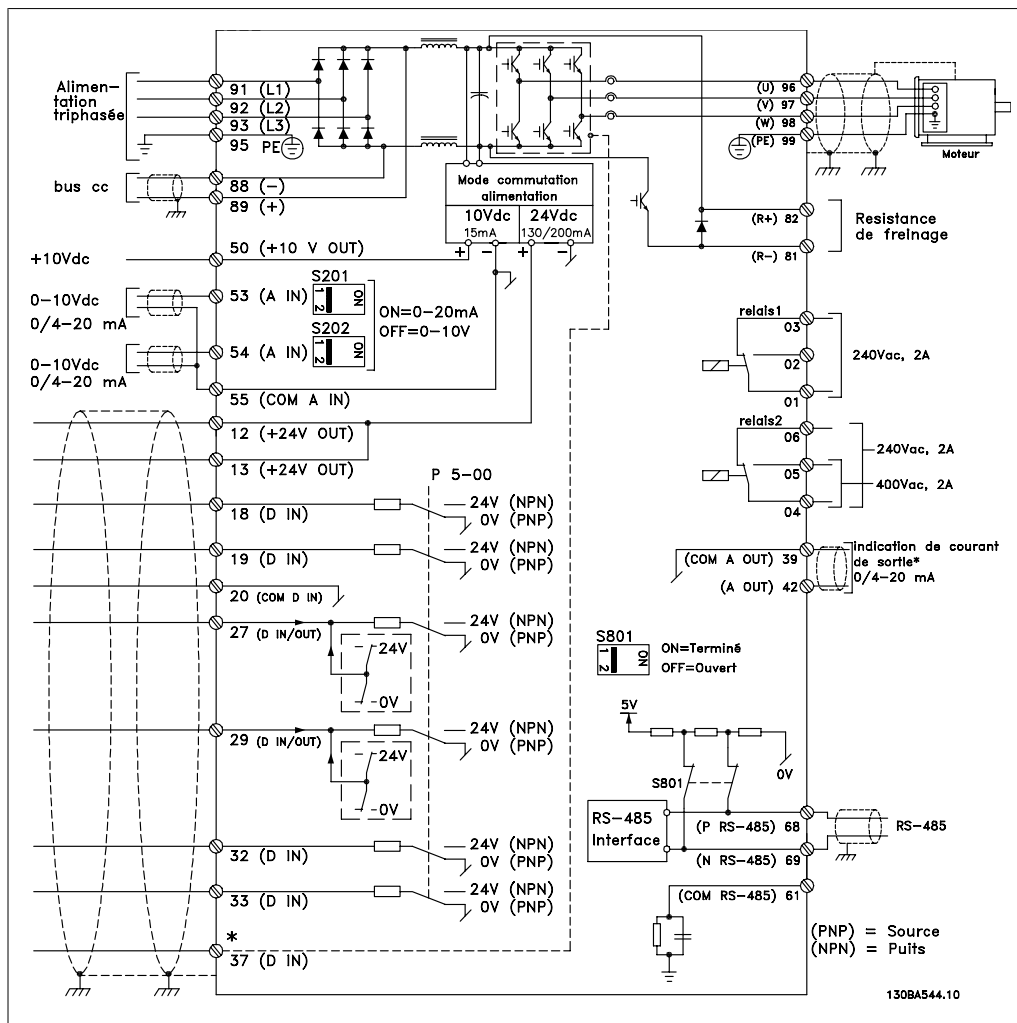 Alimen-
tation
triphasée
91 (L1)
92 (L2)
93 (L3)
95 PE
bus cc
88 (-)
89 (+)
+10Vdc
50 (+10 V OUT)
0-10Vdc
0/4-20 mA
53 (A IN)
S201
1 2
ON
0-10Vdc
0/4-20 mA
54 (A IN)
S202
1 2
ON
ON=0-20mA
OFF=0-10V
55 (COM A IN)
12 (+24V OUT)
13 (+24V OUT)
P 5-00
18 (D IN)
24V (NPN)
0V (PNP)
19 (D IN)
24V (NPN)
0V (PNP)
20 (COM D IN)
27 (D IN/OUT)
24V (NPN)
0V (PNP)
24V
0V
29 (D IN/OUT)
24V (NPN)
0V (PNP)
24V
0V
32 (D IN)
24V (NPN)
0V (PNP)
33 (D IN)
24V (NPN)
0V (PNP)
*
37 (D IN)
Mode commutation
alimentation
10Vdc
15mA
24Vdc
130/200mA
+ - + -
(U) 96
(V) 97
(W) 98
(PE) 99
Moteur
(R+) 82
(R-) 81
Resistance
de freinage
relais1
03
02
01
240Vac, 2A
relais2
06
05
04
240Vac, 2A
400Vac, 2A
(COM A OUT) 39
(A OUT) 42
indication de courant
de sortie*
0/4-20 mA
S801
1 2
ON
ON=Terminé
OFF=Ouvert
5V
S801
0V
RS-485
Interface
(P RS-485) 68
(N RS-485) 69
RS-485
(COM RS-485) 61
(PNP) = Source
(NPN) = Puits
130BA544.10